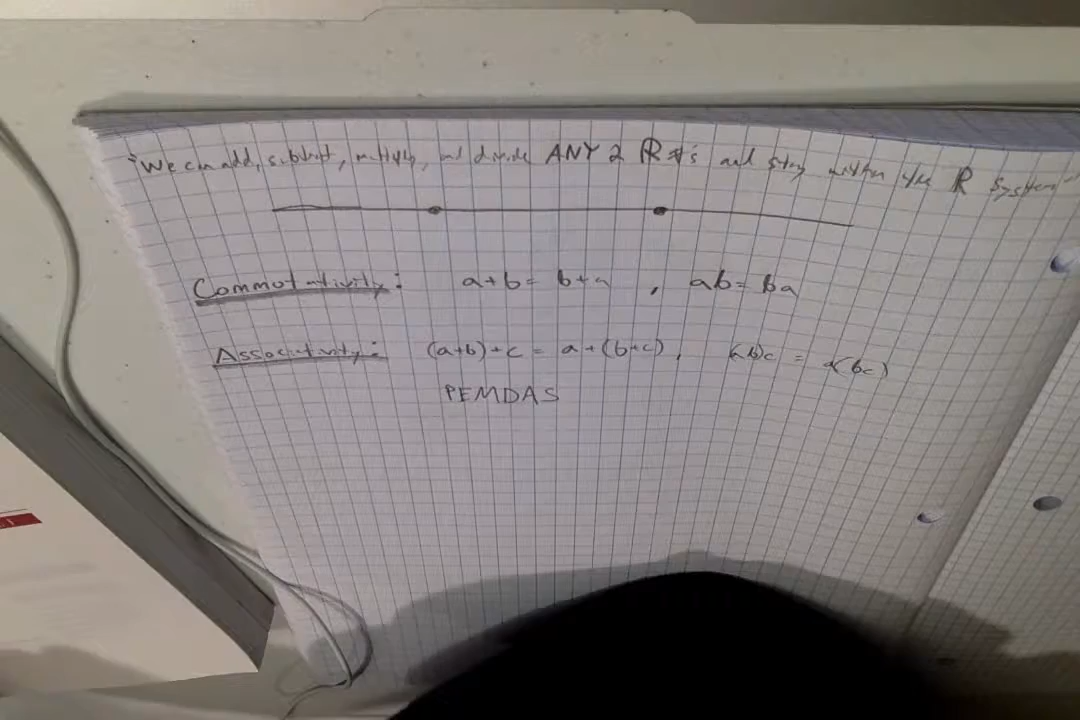 "We can add, subtract, multiply, and divide ANY 2 ℝ #'s and stay within the ℝ system"
Commutativity: a+b = b+a , ab = ba
Associativity: (a+b)+c = a+(b+c), (ab)c = a(bc)
PEMDAS